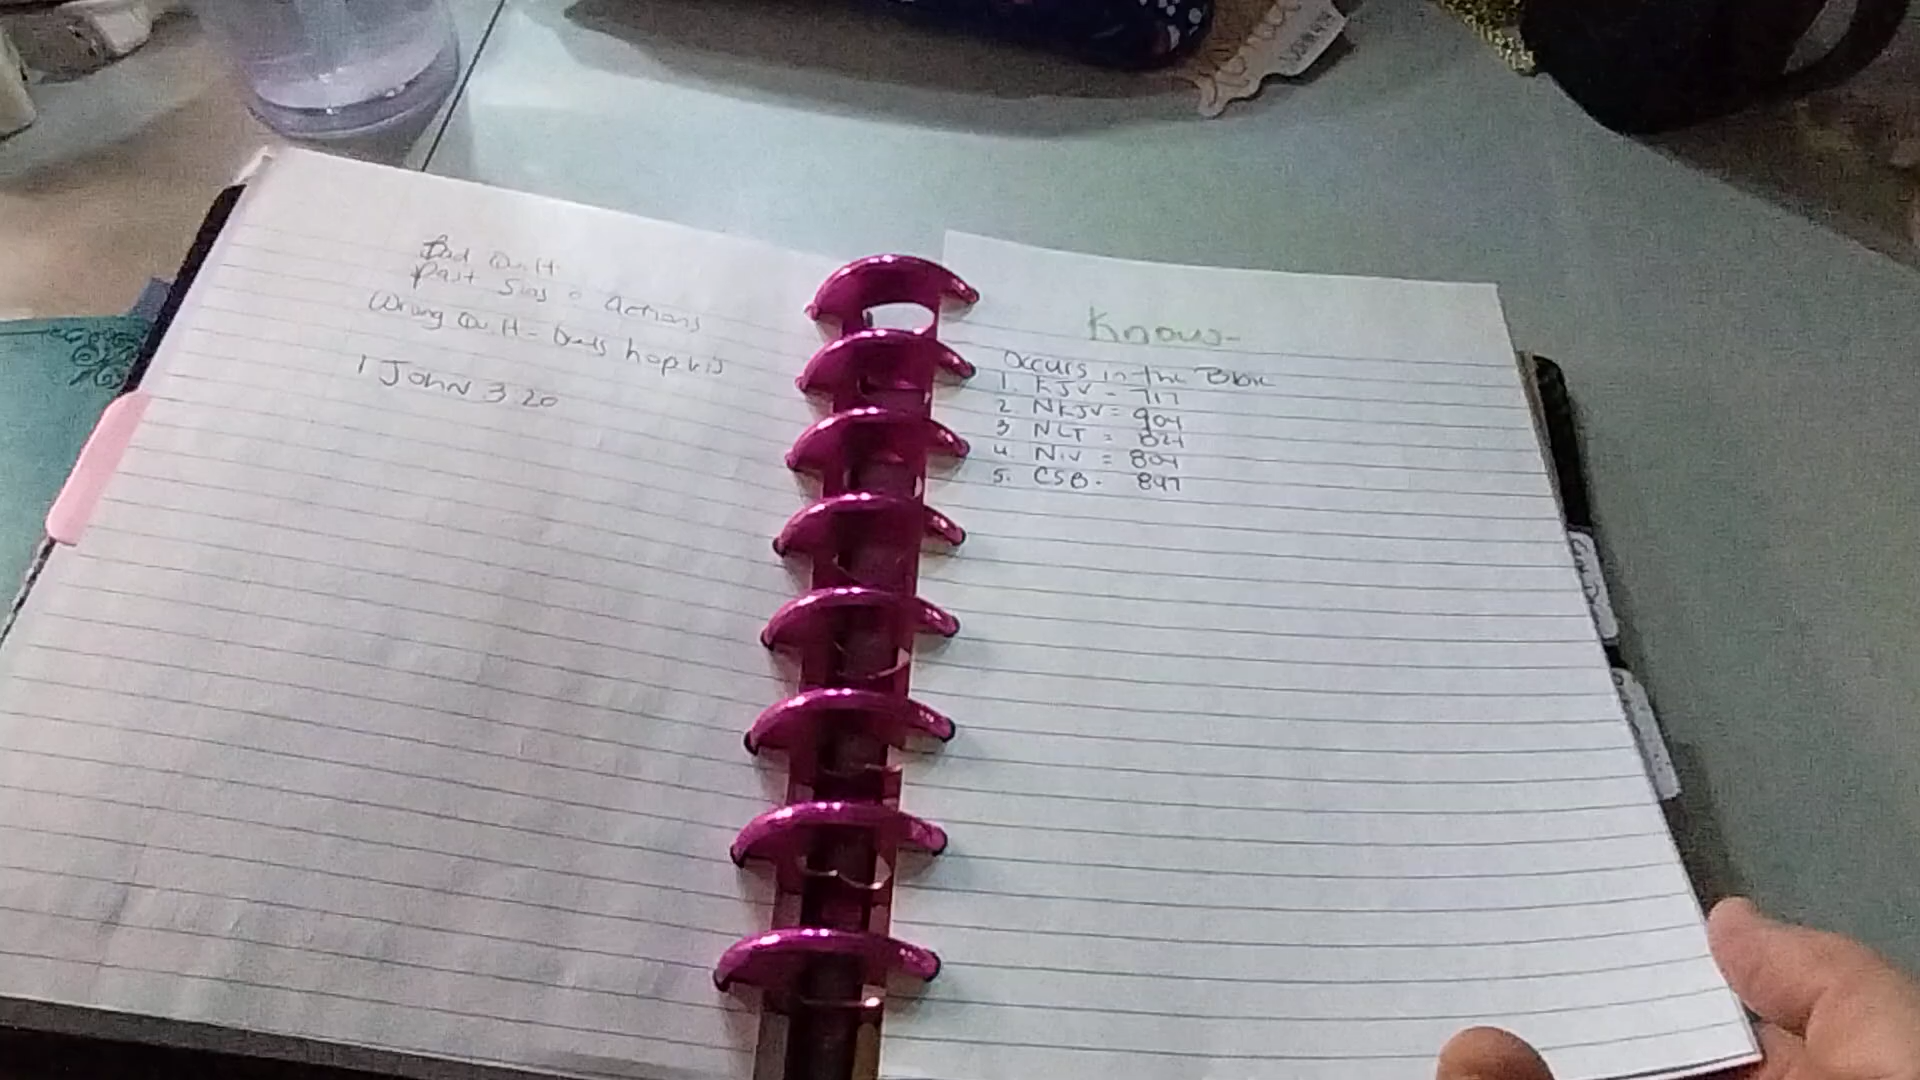 Bad Guilt
Past Sins & Actions
Wrong Guilt - feels hopeless
1 John 3 20
Know-
Occurs in the Bible
1. KJV - 717
2 NKJV = 904
3 NLT =
4. NIV = 804
5. CSB - 897